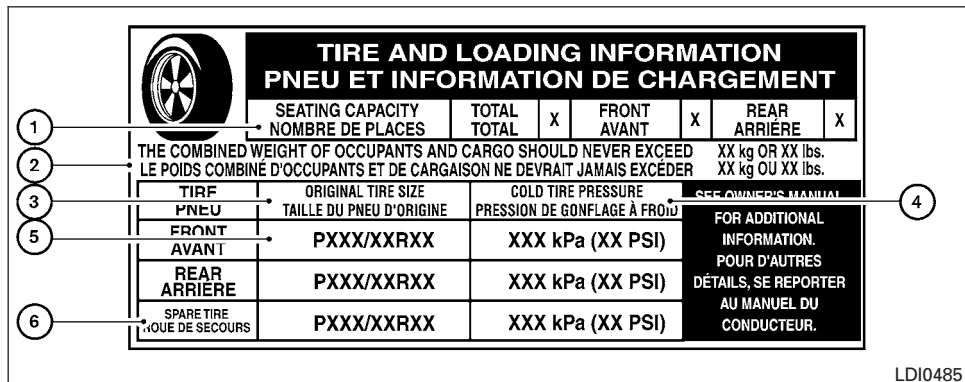 TIRE AND LOADING INFORMATION
PNEU ET INFORMATION DE CHARGEMENT
1
SEATING CAPACITY TOTAL X FRONT X REAR X
NOMBRE DE PLACES TOTAL AVANT ARRIÉRE
2
THE COMBINED WEIGHT OF OCCUPANTS AND CARGO SHOULD NEVER EXCEED XX kg OR XX lbs.
LE POIDS COMBINÉ D'OCCUPANTS ET DE CARGAISON NE DEVRAIT JAMAIS EXCÉDER XX kg OU XX lbs.
3
TIRE ORIGINAL TIRE SIZE COLD TIRE PRESSURE
PNEU TAILLE DU PNEU D'ORIGINE PRESSION DE GONFLAGE À FROID
4
5
FRONT
AVANT PXXX/XXRXX XXX kPa (XX PSI)
REAR
ARRIÈRE PXXX/XXRXX XXX kPa (XX PSI)
6
SPARE TIRE
ROUE DE SECOURS PXXX/XXRXX XXX kPa (XX PSI)
SEE OWNER'S MANUAL
FOR ADDITIONAL
INFORMATION.
POUR D'AUTRES
DÉTAILS, SE REPORTER
AU MANUEL DU
CONDUCTEUR.
LDI0485